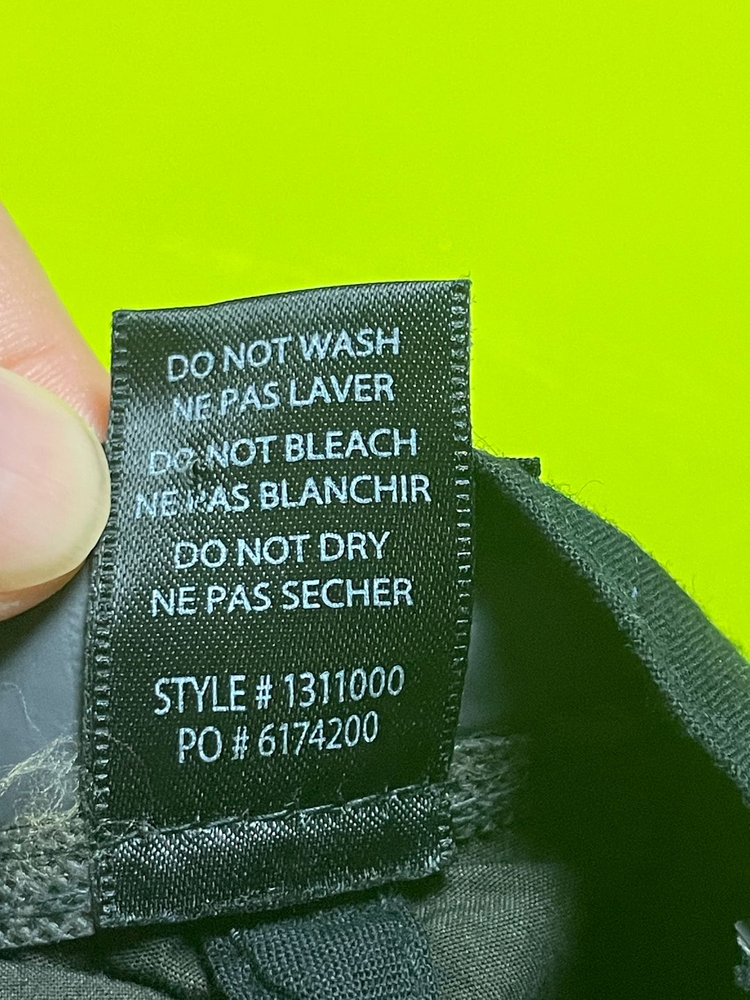 DO NOT WASH
NE PAS LAVER
DO NOT BLEACH
NE PAS BLANCHIR
DO NOT DRY
NE PAS SECHER
STYLE # 1311000
PO # 6174200